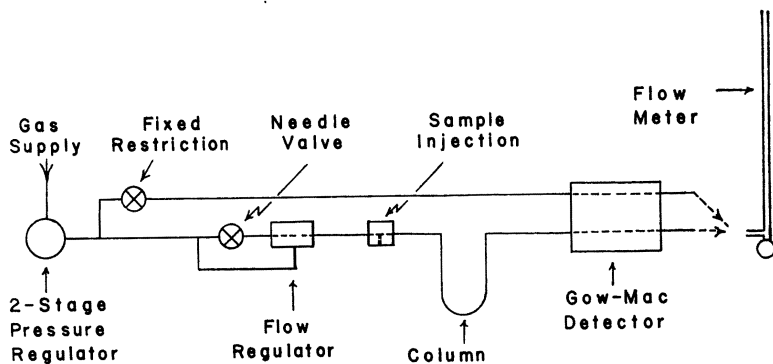 Gas
Supply
Fixed
Restriction
Needle
Valve
Sample
Injection
Flow
Meter
2-Stage
Pressure
Regulator
Flow
Regulator
Column
Gow-Mac
Detector